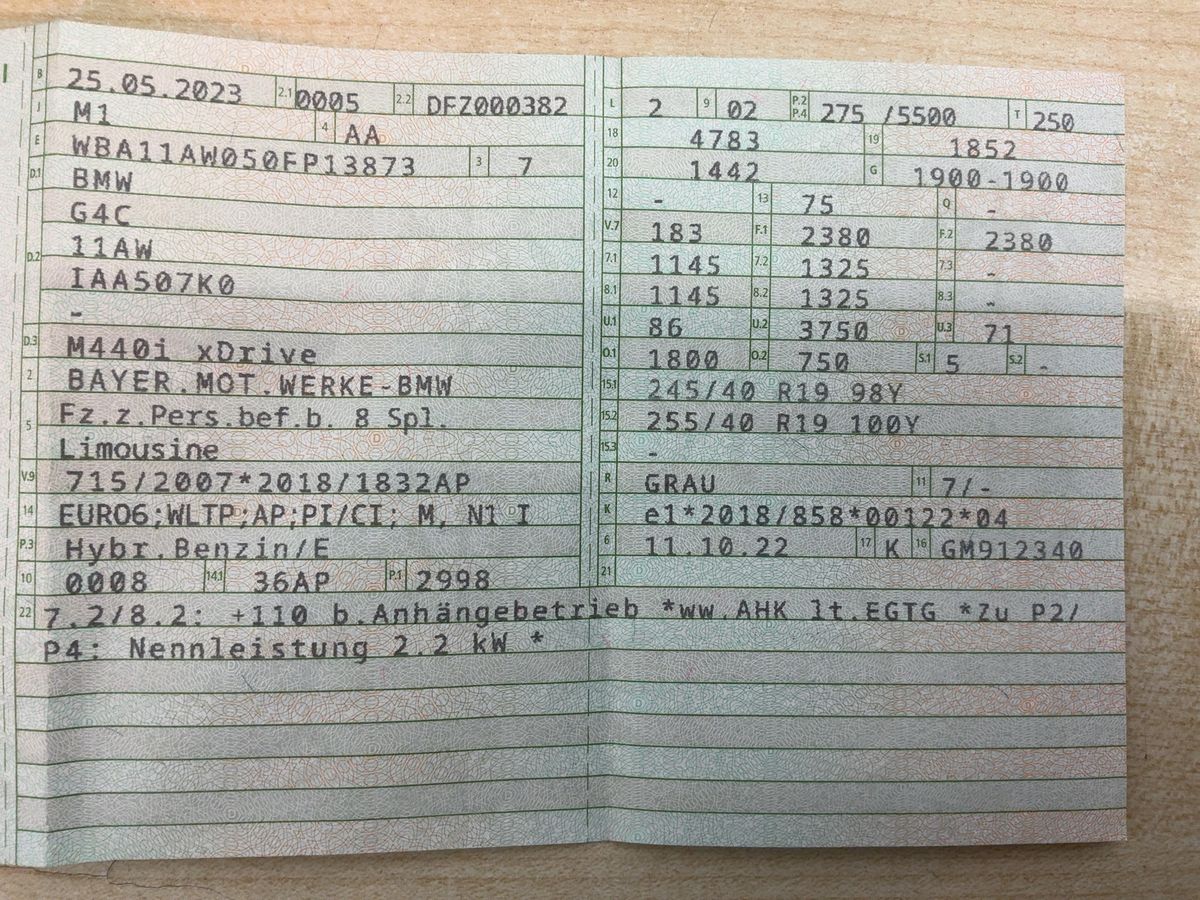 B 25.05.2023 2.1 0005 2.2 DFZ000382
J M1 4 AA
E WBA11AW050FP13873 3 7
D.1 BMW
D.2 G4C
11AW
IAA507K0
-
D.3 M440i xDrive
2 BAYER.MOT.WERKE-BMW
5 Fz.z.Pers.bef.b. 8 Spl.
Limousine
V.9 715/2007*2018/1832AP
14 EURO6;WLTP;AP;PI/CI; M, N1 I
P.3 Hybr.Benzin/E
10 0008 14.1 36AP P.1 2998
L 2 9 02 P.2 P.4 275 /5500 T 250
18 4783 19 1852
20 1442 G 1900-1900
12 - 13 75 Q -
V.7 183 F.1 2380 F.2 2380
7.1 1145 7.2 1325 7.3 -
8.1 1145 8.2 1325 8.3 -
U.1 86 U.2 3750 U.3 71
O.1 1800 O.2 750 S.1 5 S.2 -
15.1 245/40 R19 98Y
15.2 255/40 R19 100Y
15.3 -
R GRAU 11 7/-
K e1*2018/858*00122*04
6 11.10.22 17 K 16 GM912340
21
22 7.2/8.2: +110 b.Anhängebetrieb *ww.AHK lt.EGTG *Zu P2/
P4: Nennleistung 2.2 kW *